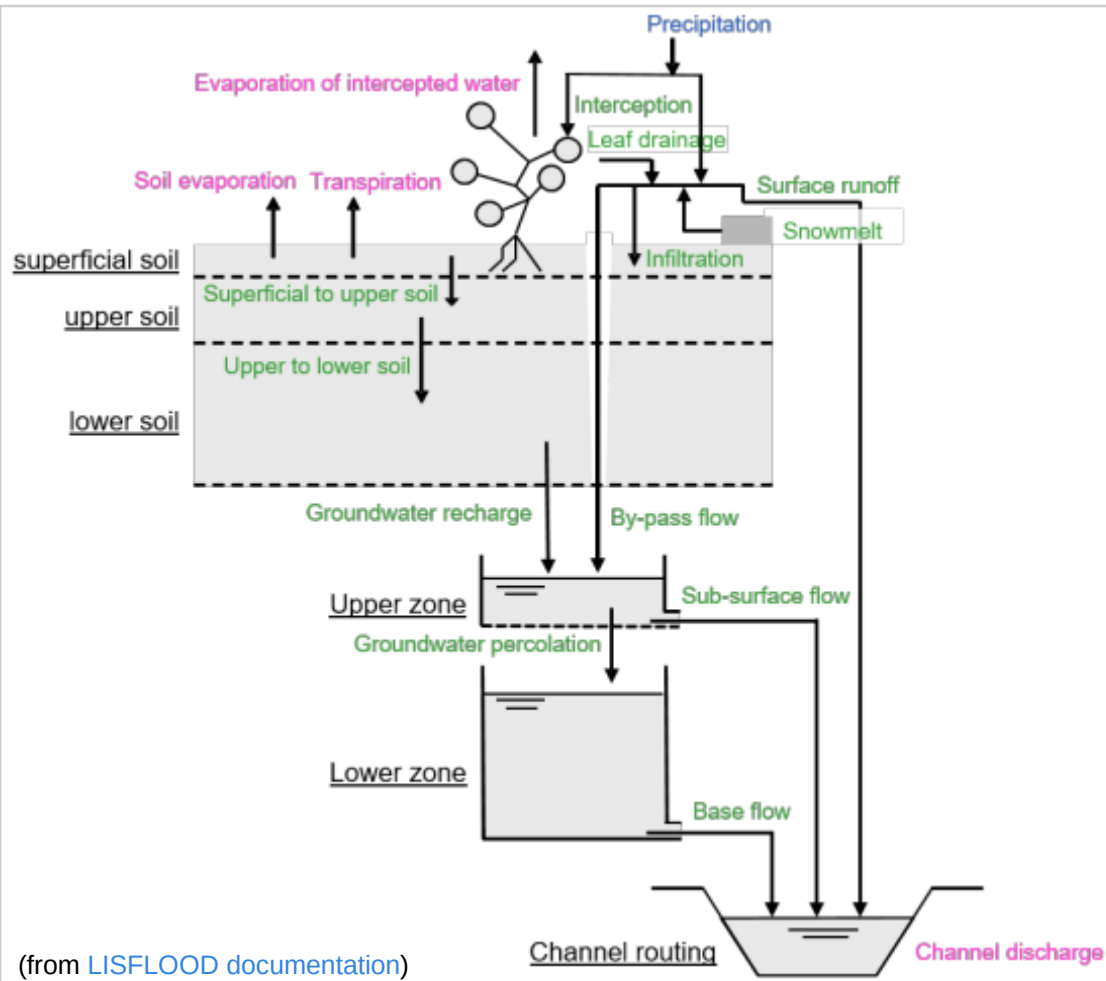 Precipitation
Evaporation of intercepted water
Interception
Leaf drainage
Soil evaporation
Transpiration
Surface runoff
Snowmelt
superficial soil
Infiltration
Superficial to upper soil
upper soil
Upper to lower soil
lower soil
Groundwater recharge
By-pass flow
Upper zone
Sub-surface flow
Groundwater percolation
Lower zone
Base flow
Channel routing
Channel discharge
(from LISFLOOD documentation)